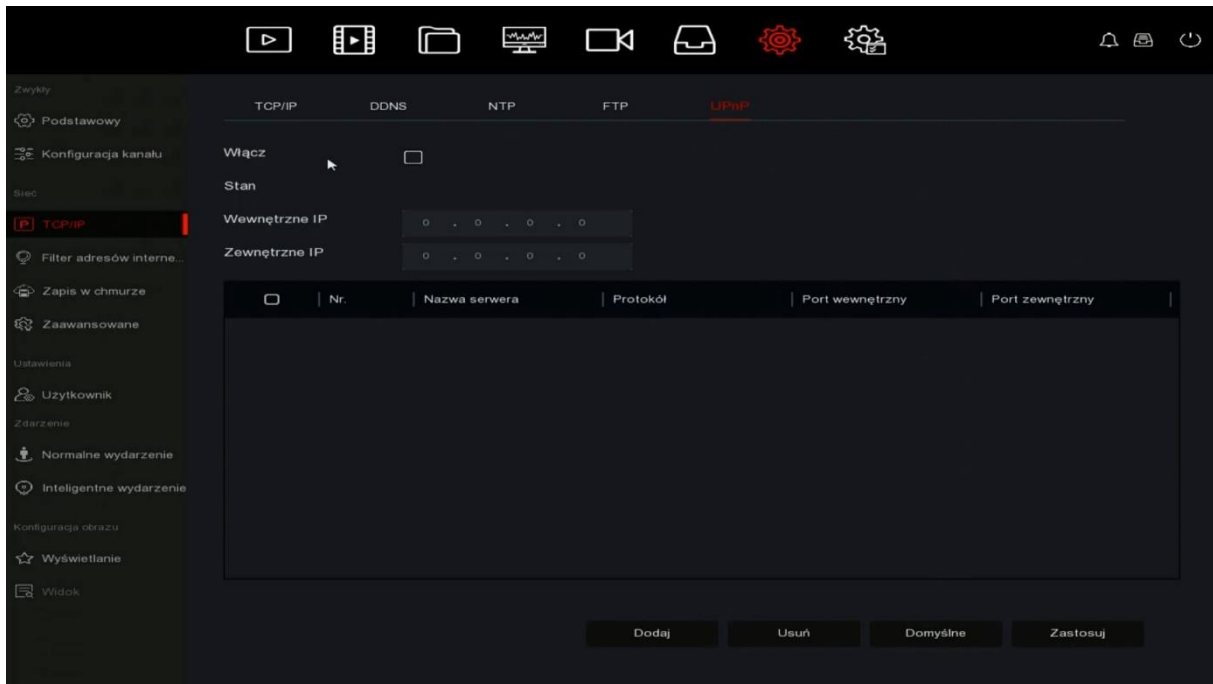 Zwykły
Podstawowy
Konfiguracja kanału
Siec
P TCP/IP
Filter adresów interne...
Zapis w chmurze
Zaawansowane
Ustawienia
Użytkownik
Zdarzenie
Normalne wydarzenie
Inteligentne wydarzenie
Konfiguracja obrazu
Wyświetlanie
Widok
TCP/IP DDNS NTP FTP UPnP
Włącz
Stan
Wewnętrzne IP 0 . 0 . 0 . 0
Zewnętrzne IP 0 . 0 . 0 . 0
Nr. Nazwa serwera Protokół Port wewnętrzny Port zewnętrzny
Dodaj Usuń Domyślne Zastosuj